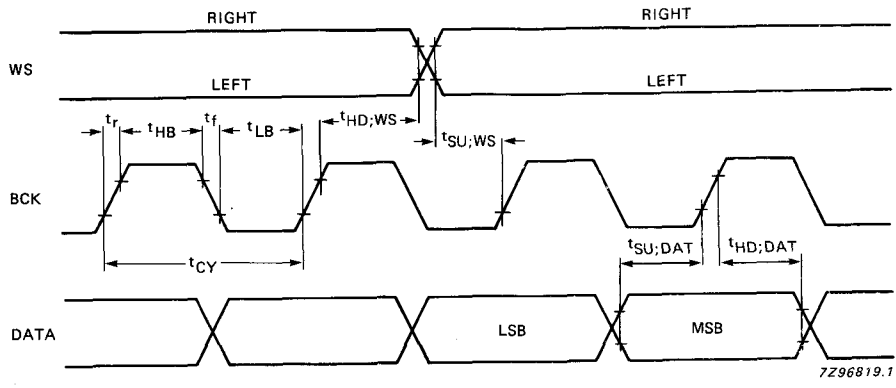 RIGHT RIGHT
WS
LEFT LEFT
tr tHB tf tLB tHD;WS
tSU;WS
BCK
tSU;DAT tHD;DAT
tCY
DATA LSB MSB
7Z96819.1